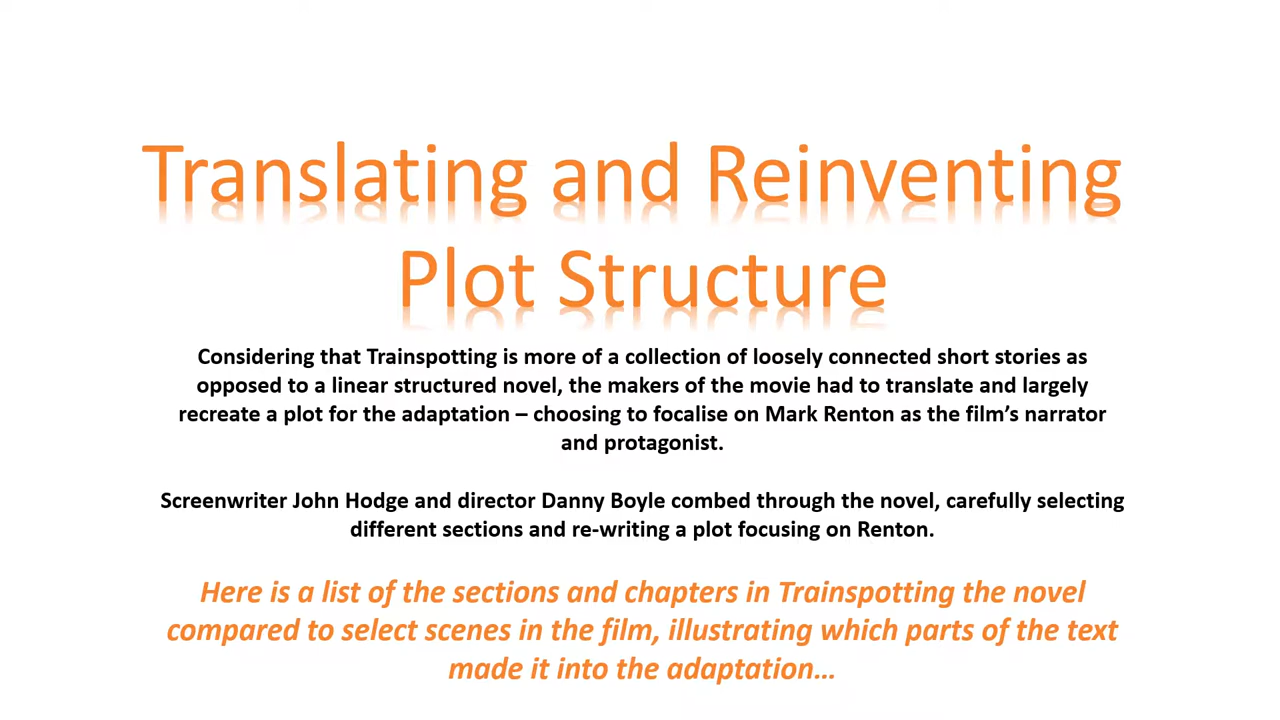 Translating and Reinventing
Plot Structure
Considering that Trainspotting is more of a collection of loosely connected short stories as
opposed to a linear structured novel, the makers of the movie had to translate and largely
recreate a plot for the adaptation – choosing to focalise on Mark Renton as the film’s narrator
and protagonist.
Screenwriter John Hodge and director Danny Boyle combed through the novel, carefully selecting
different sections and re-writing a plot focusing on Renton.
Here is a list of the sections and chapters in Trainspotting the novel
compared to select scenes in the film, illustrating which parts of the text
made it into the adaptation…